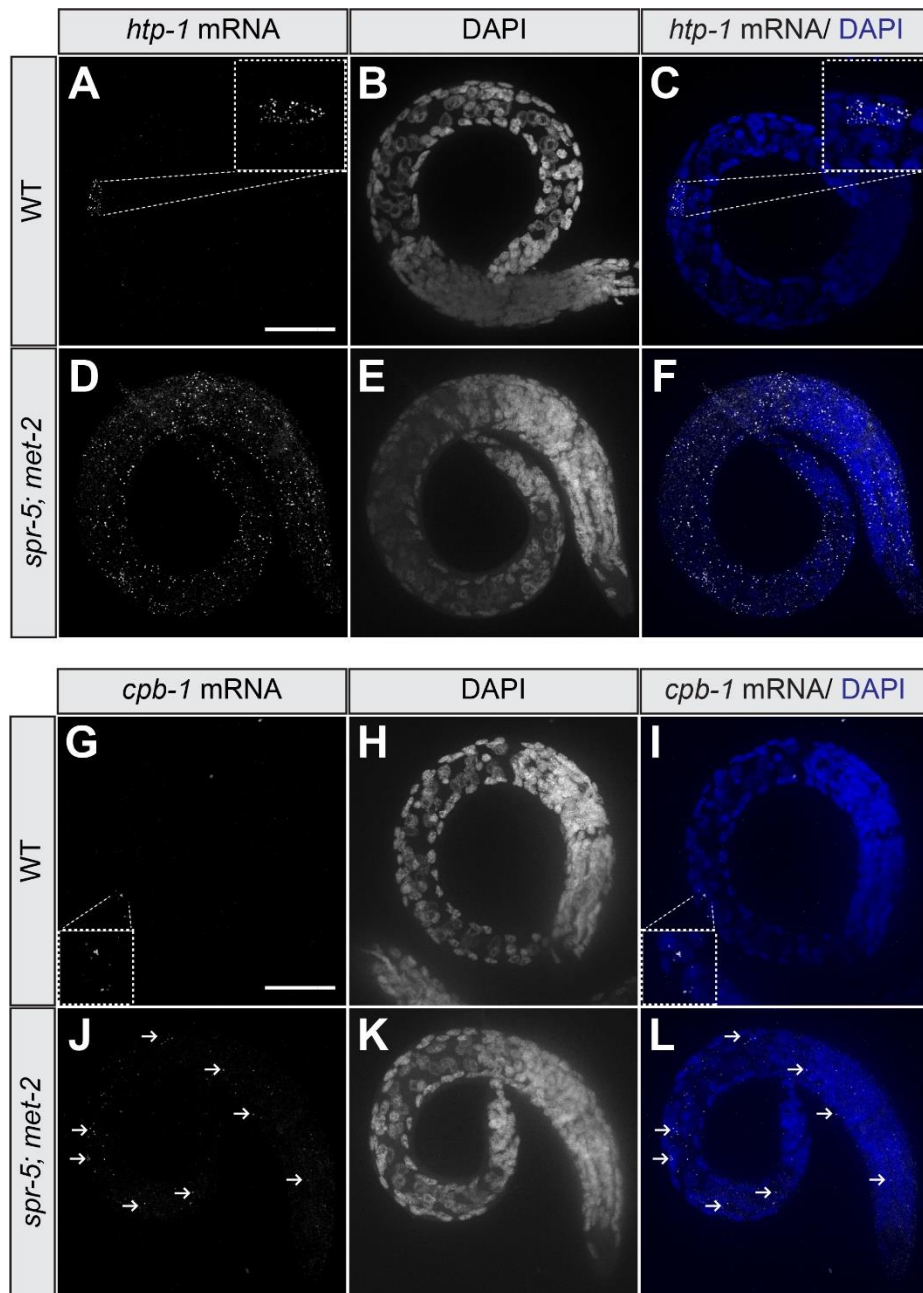 htp-1 mRNA
DAPI
htp-1 mRNA/ DAPI
WT
A
B
C
spr-5; met-2
D
E
F
cpb-1 mRNA
DAPI
cpb-1 mRNA/ DAPI
WT
G
H
I
spr-5; met-2
J
K
L